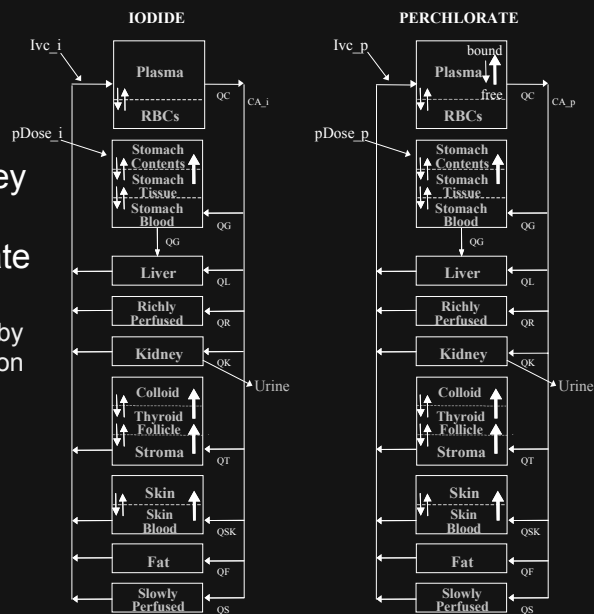 IODIDE
Ivc_i
Plasma
RBCs
QC
CA_i
pDose_i
Stomach
Contents
Stomach
Tissue
Stomach
Blood
QG
QG
Liver
QL
Richly
Perfused
QR
Kidney
QK
Urine
Colloid
Thyroid
Follicle
Stroma
QT
Skin
Skin
Blood
QSK
Fat
QF
Slowly
Perfused
QS
PERCHLORATE
Ivc_p
bound
Plasma
free
RBCs
QC
CA_p
pDose_p
Stomach
Contents
Stomach
Tissue
Stomach
Blood
QG
QG
Liver
QL
Richly
Perfused
QR
Kidney
QK
Urine
Colloid
Thyroid
Follicle
Stroma
QT
Skin
Skin
Blood
QSK
Fat
QF
Slowly
Perfused
QS
ey
te
by
on